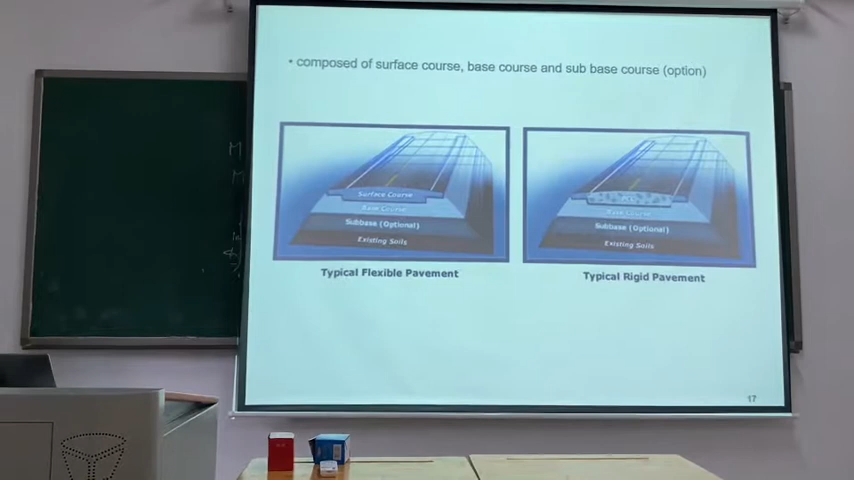 • composed of surface course, base course and sub base course (option)
Surface Course
Base Course
Subbase (Optional)
Existing Soils
Typical Flexible Pavement
PCC
Base Course
Subbase (Optional)
Existing Soils
Typical Rigid Pavement
17